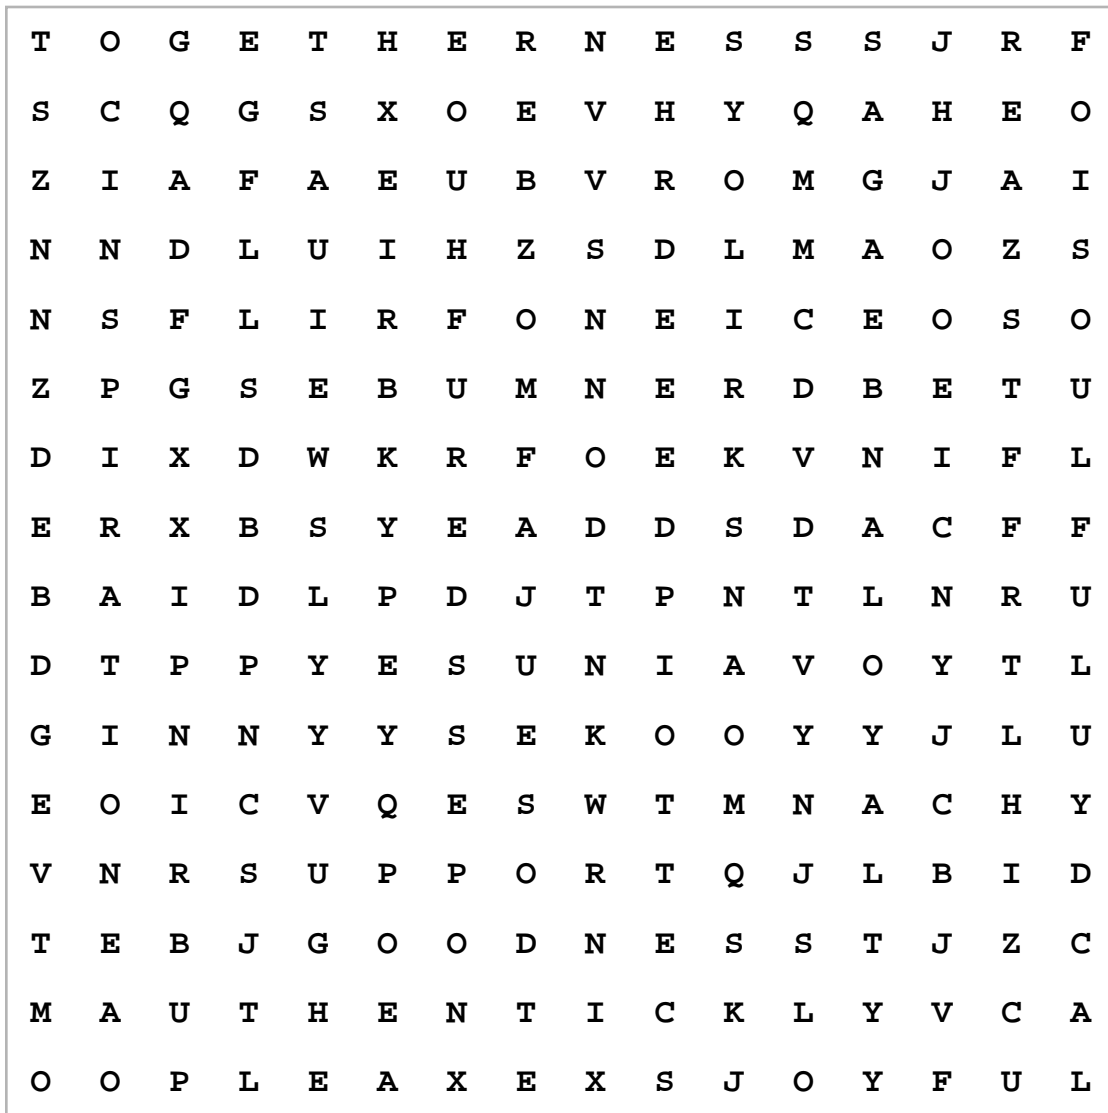 T O G E T H E R N E S S S J R F
S C Q G S X O E V H Y Q A H E O
Z I A F A E U B V R O M G J A I
N N D L U I H Z S D L M A O Z S
N S F L I R F O N E I C E O S O
Z P G S E B U M N E R D B E T U
D I X D W K R F O E K V N I F L
E R X B S Y E A D D S D A C F F
B A I D L P D J T P N T L N R U
D T P P Y E S U N I A V O Y T L
G I N N Y Y S E K O O Y Y J L U
E O I C V Q E S W T M N A C H Y
V N R S U P P O R T Q J L B I D
T E B J G O O D N E S S T J Z C
M A U T H E N T I C K L Y V C A
O O P L E A X E X S J O Y F U L